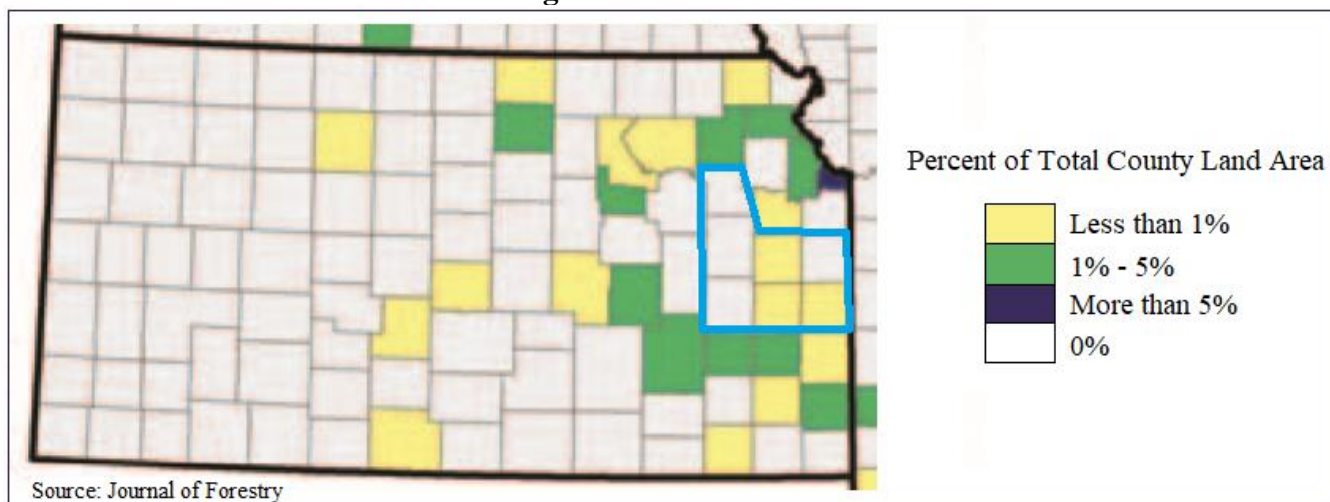 Percent of Total County Land Area
Less than 1%
1% - 5%
More than 5%
0%
Source: Journal of Forestry